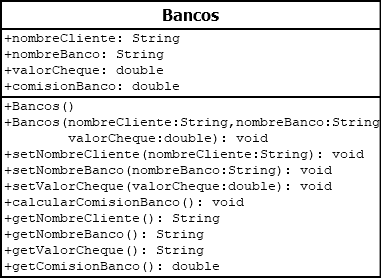 Bancos
+nombreCliente: String
+nombreBanco: String
+valorCheque: double
+comisionBanco: double
+Bancos()
+Bancos(nombreCliente:String,nombreBanco:String
valorCheque:double): void
+setNombreCliente(nombreCliente:String): void
+setNombreBanco(nombreBanco:String): void
+setValorCheque(valorCheque:double): void
+calcularComisionBanco(): void
+getNombreCliente(): String
+getNombreBanco(): String
+getValorCheque(): String
+getComisionBanco(): double